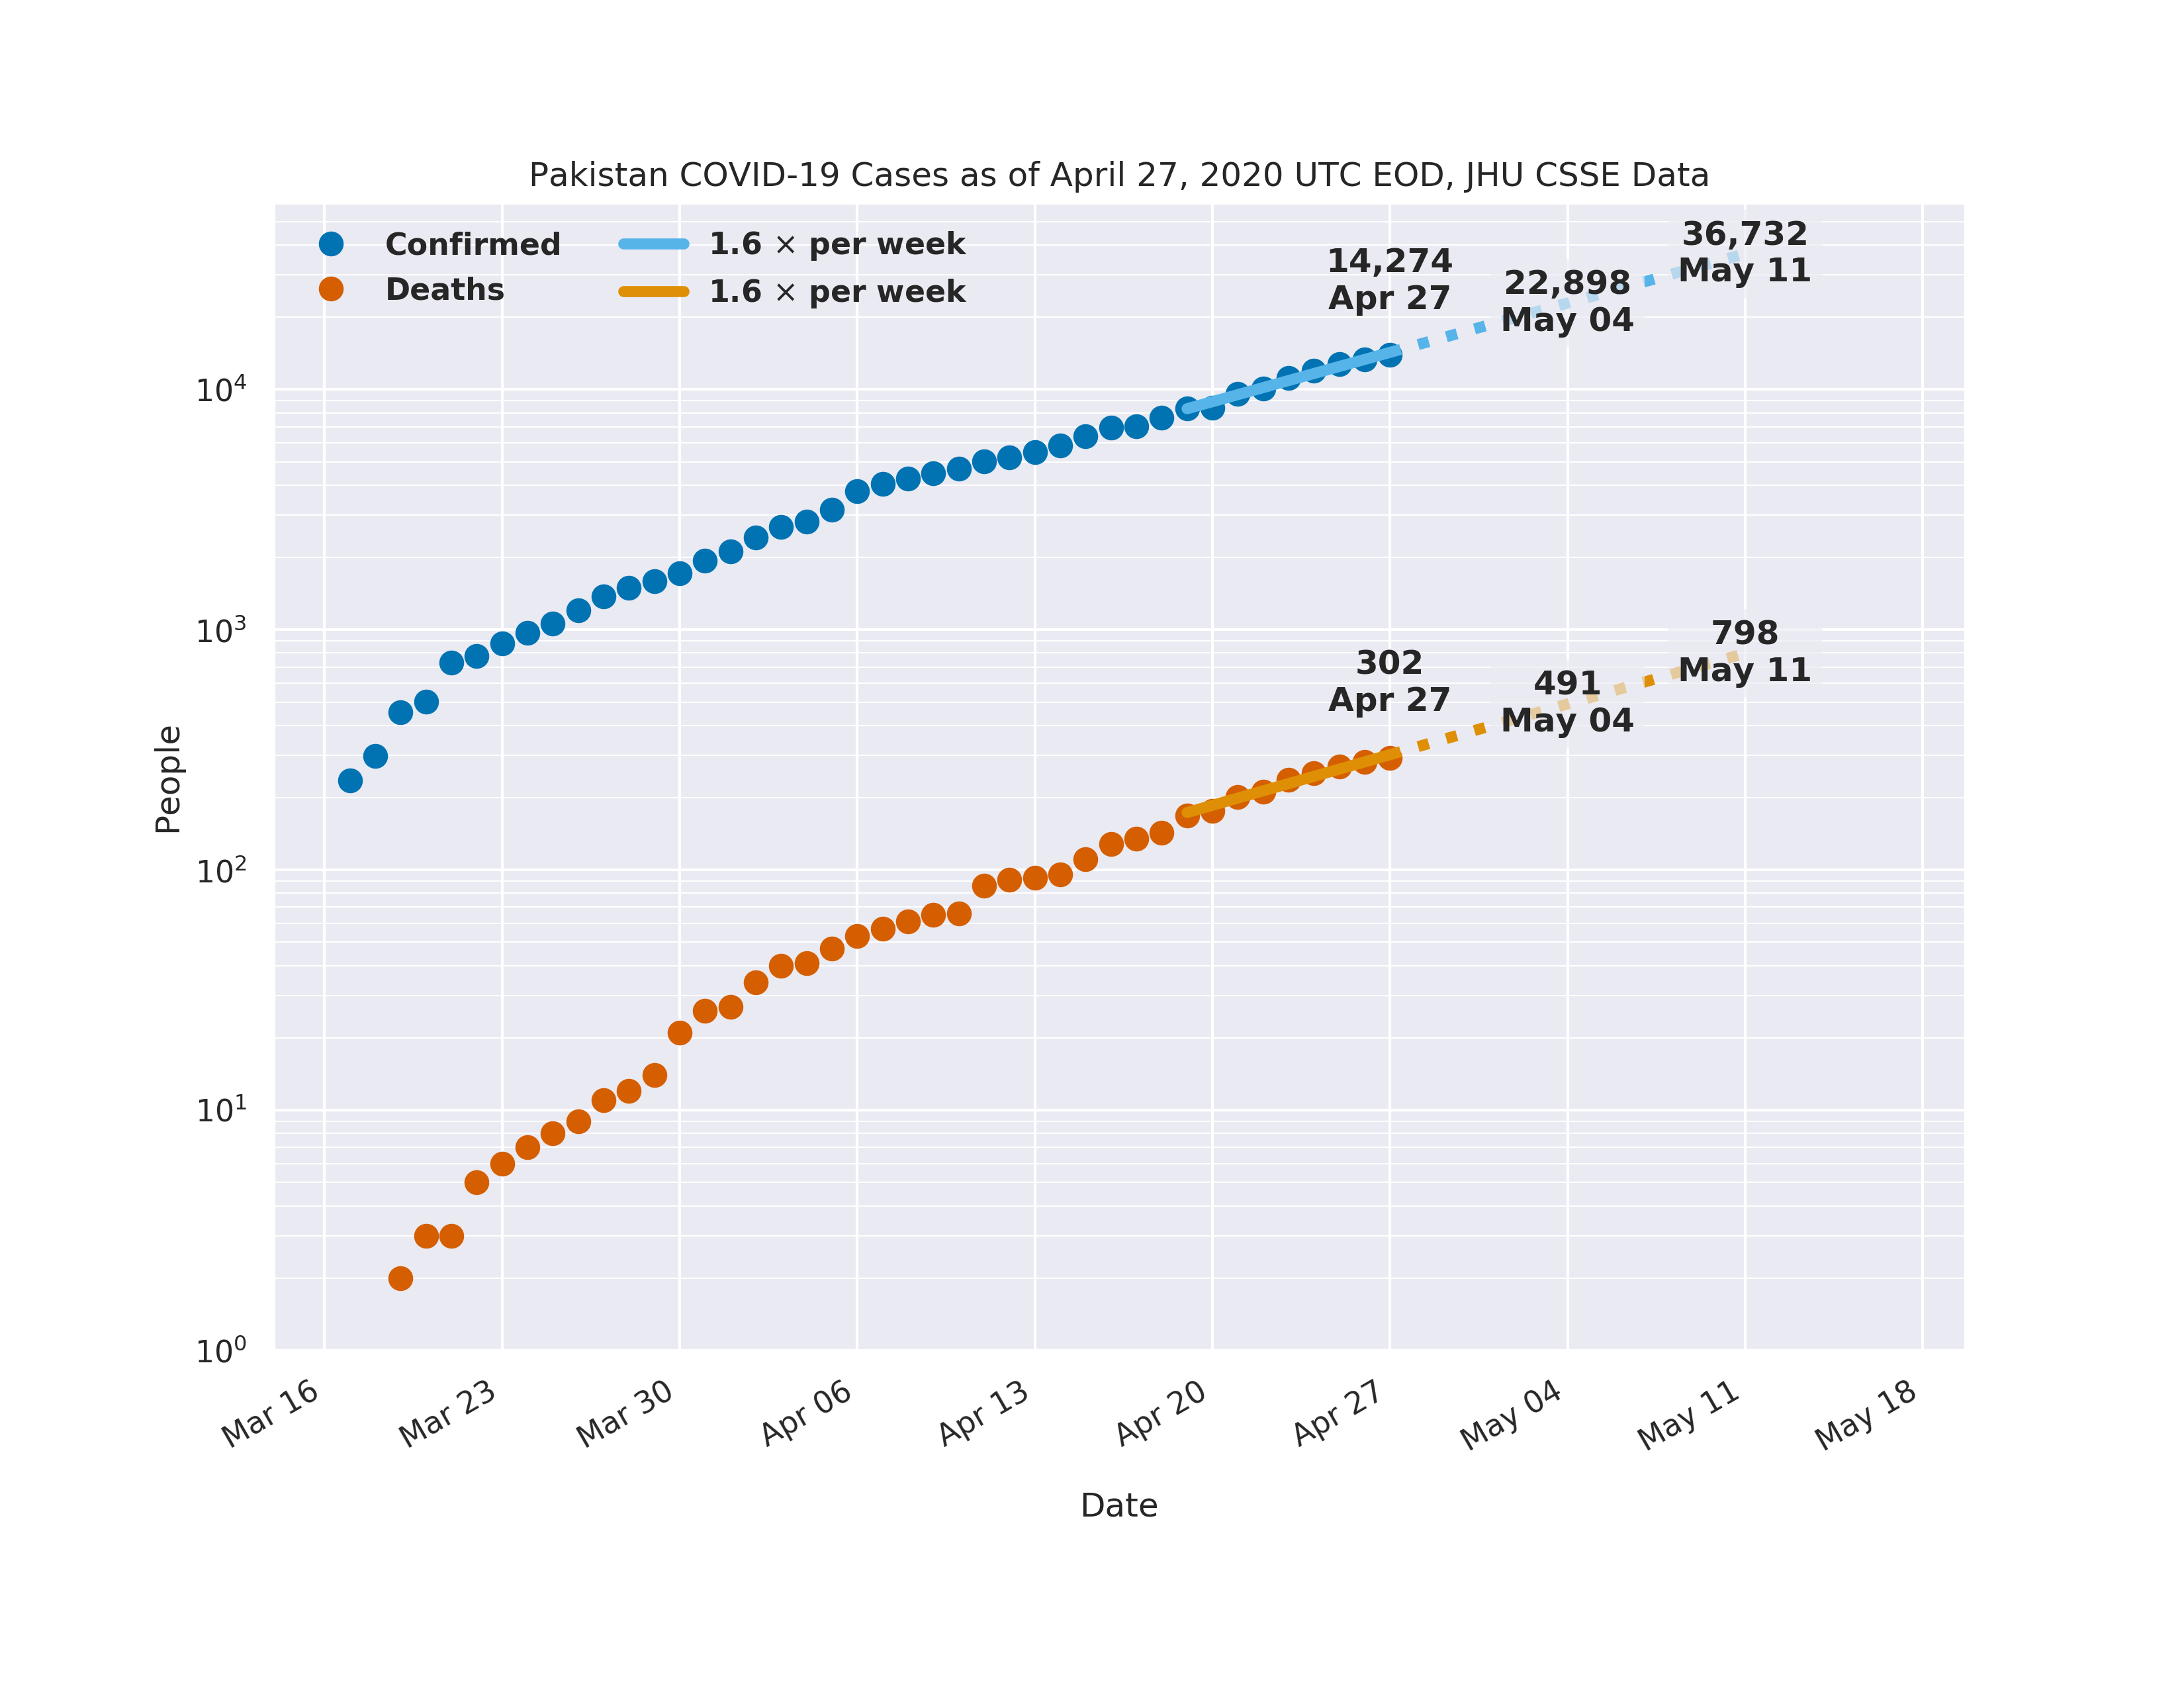 Pakistan COVID-19 Cases as of April 27, 2020 UTC EOD, JHU CSSE Data
Confirmed
Deaths
1.6 × per week
1.6 × per week
14,274
Apr 27
22,898
May 04
36,732
May 11
302
Apr 27
491
May 04
798
May 11
People
10⁴
10³
10²
10¹
10⁰
Mar 16
Mar 23
Mar 30
Apr 06
Apr 13
Apr 20
Apr 27
May 04
May 11
May 18
Date